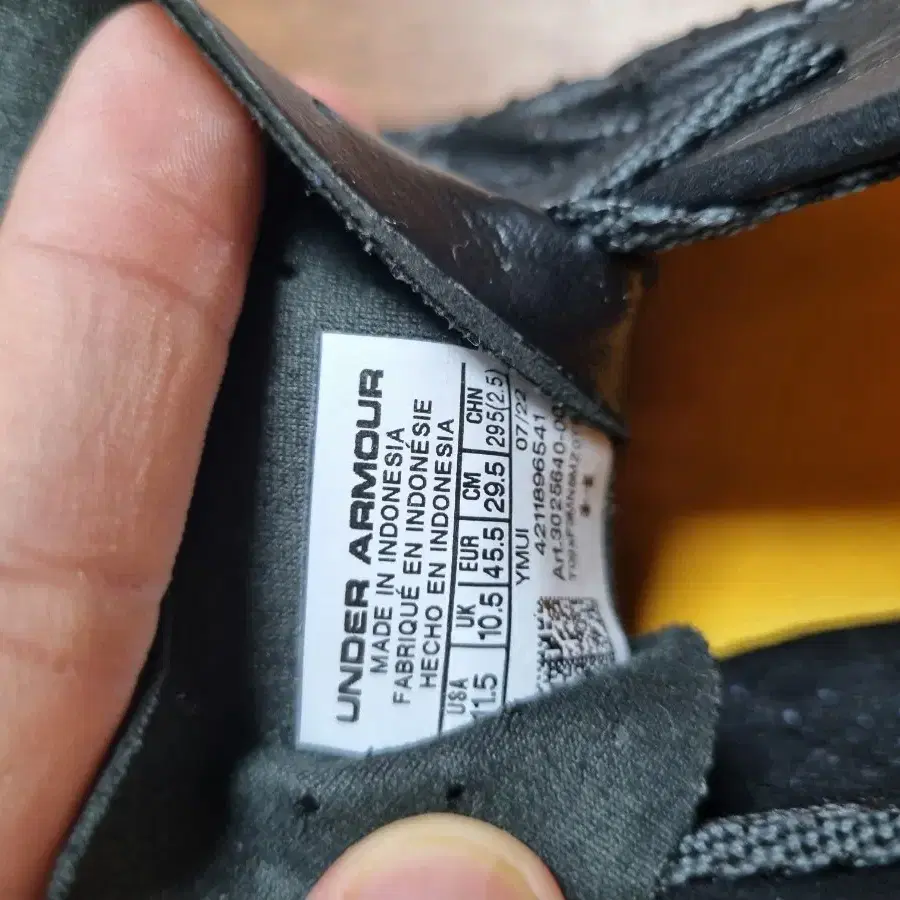 UNDER ARMOUR
MADE IN INDONESIA
FABRIQUÉ EN INDONÉSIE
HECHO EN INDONESIA
USA UK EUR CM CHN
11.5 10.5 45.5 29.5 295(2.5)
YMUI 07/22
4211896541
Art.3025640-00